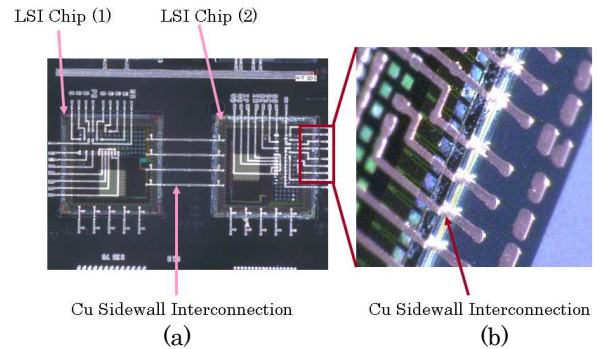 LSI Chip (1)
LSI Chip (2)
Cu Sidewall Interconnection
Cu Sidewall Interconnection
(a)
(b)